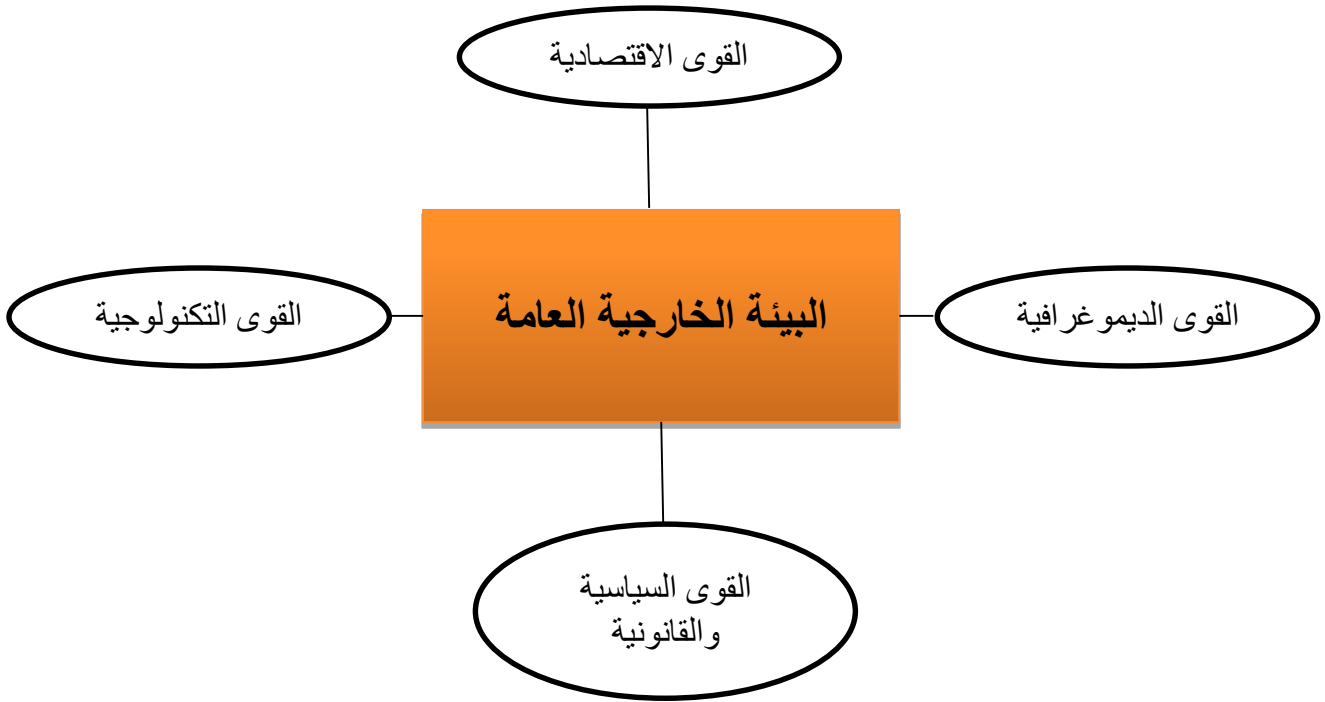 القوى الاقتصادية
البيئة الخارجية العامة
القوى الديموغرافية
القوى التكنولوجية
القوى السياسية
والقانونية